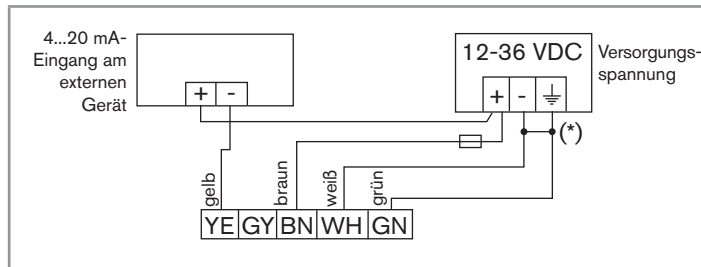 4...20 mA-
Eingang am
externen
Gerät
+ -
12-36 VDC
+ -
Versorgungs-
spannung
(*)
gelb
braun
weiß
grün
YE GY BN WH GN